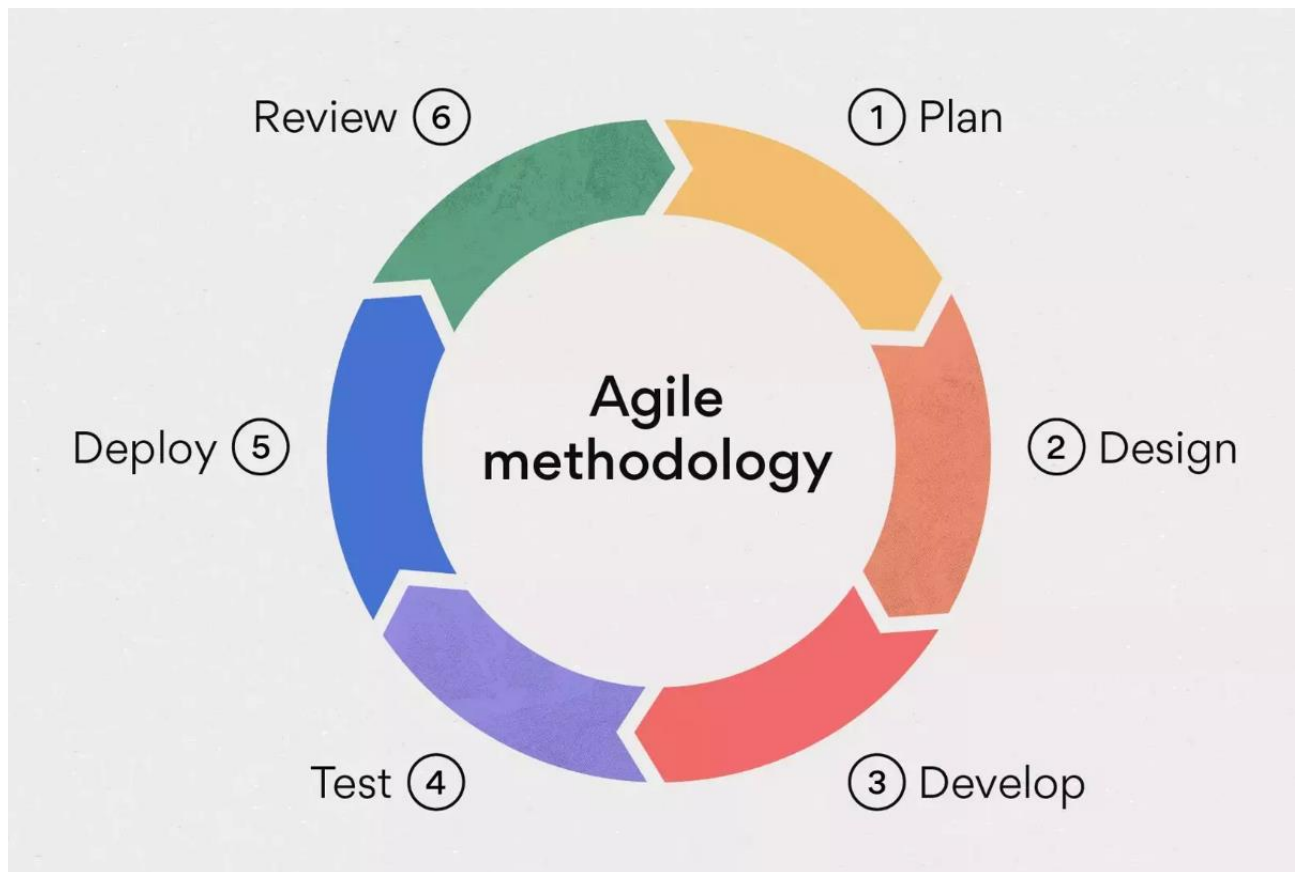 Agile
methodology
1 Plan
2 Design
3 Develop
Test 4
Deploy 5
Review 6